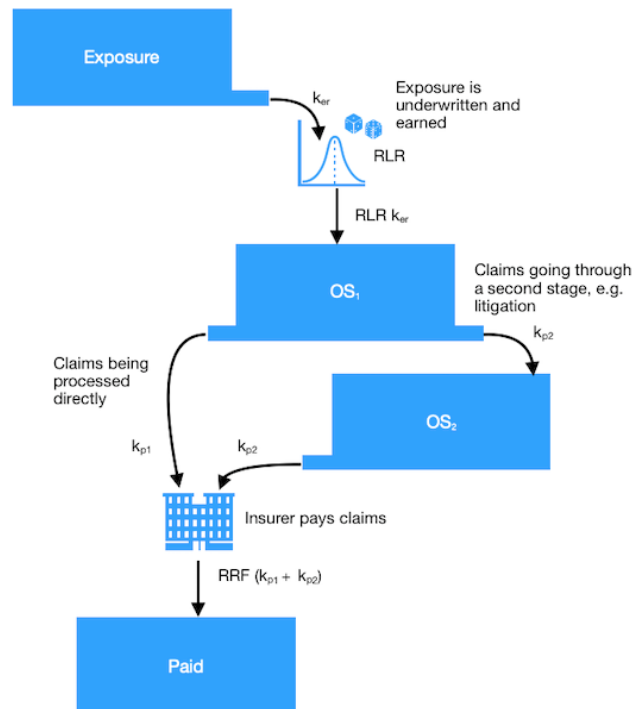 Exposure
kₑᵣ
Exposure is
underwritten and
earned
RLR
RLR kₑᵣ
OS₁
Claims going through
a second stage, e.g.
litigation
kₚ₂
Claims being
processed
directly
OS₂
kₚ₁
kₚ₂
Insurer pays claims
RRF (kₚ₁ + kₚ₂)
Paid